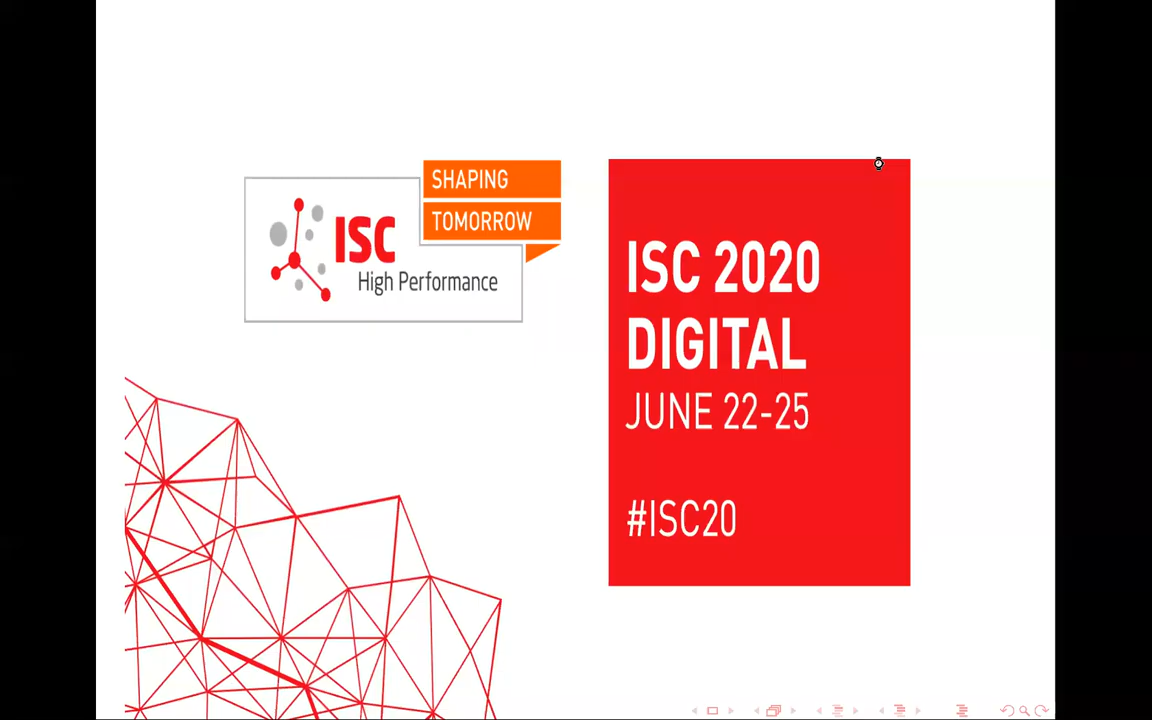 SHAPING
TOMORROW
ISC
High Performance
ISC 2020
DIGITAL
JUNE 22-25
#ISC20